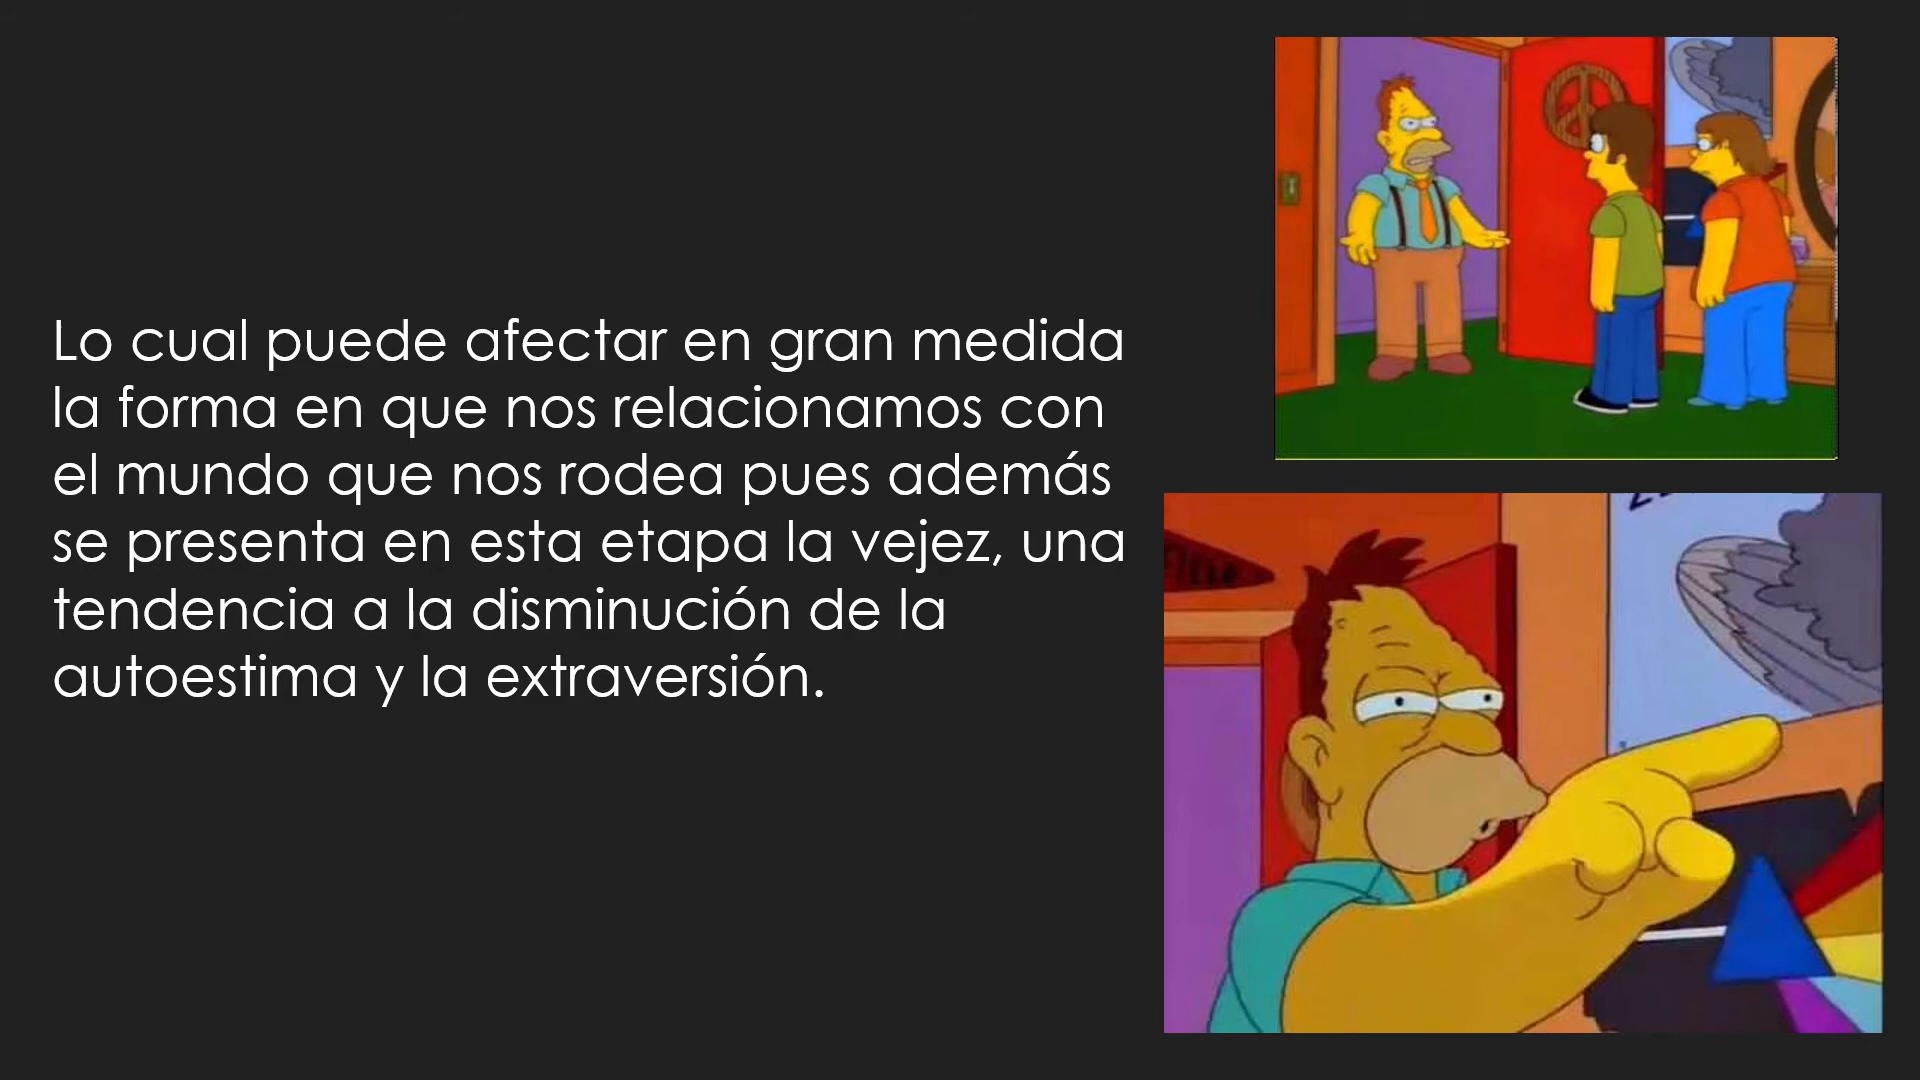 Lo cual puede afectar en gran medida
la forma en que nos relacionamos con
el mundo que nos rodea pues además
se presenta en esta etapa la vejez, una
tendencia a la disminución de la
autoestima y la extraversión.